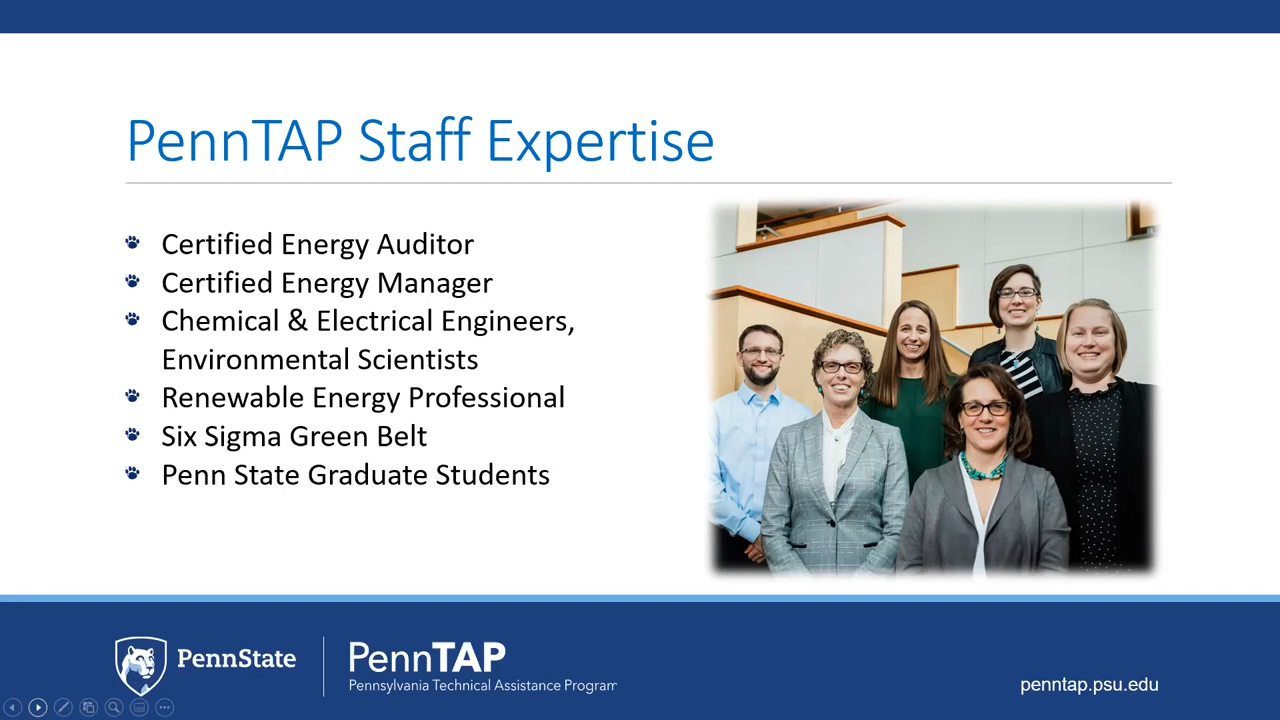 PennTAP Staff Expertise
Certified Energy Auditor
Certified Energy Manager
Chemical & Electrical Engineers,
Environmental Scientists
Renewable Energy Professional
Six Sigma Green Belt
Penn State Graduate Students
PennState
PennTAP
Pennsylvania Technical Assistance Program
penntap.psu.edu